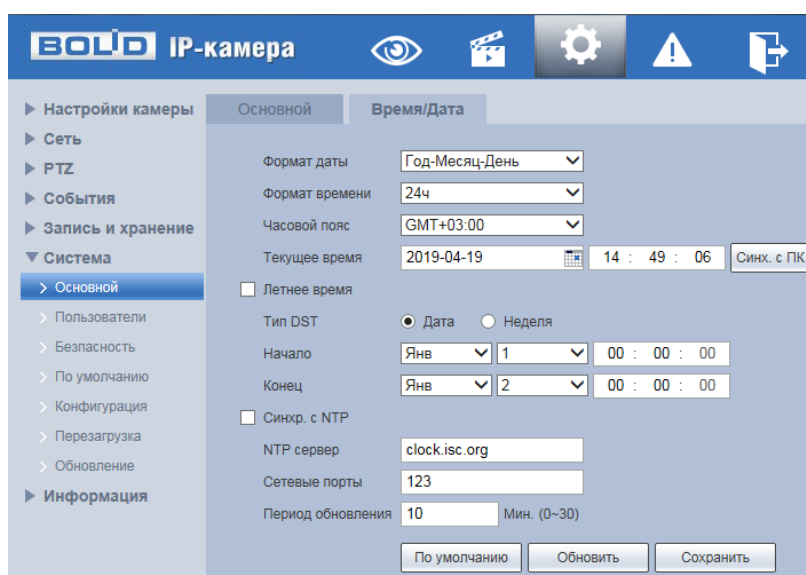 BOLID IP-камера
Настройки камеры
Сеть
PTZ
События
Запись и хранение
Система
Основной
Пользователи
Безпасность
По умолчанию
Конфигурация
Перезагрузка
Обновление
Информация
Основной Время/Дата
Формат даты Год-Месяц-День
Формат времени 24ч
Часовой пояс GMT+03:00
Текущее время 2019-04-19 14 : 49 : 06 Синх. с ПК
Летнее время
Тип DST Дата Неделя
Начало Янв 1 00 : 00 : 00
Конец Янв 2 00 : 00 : 00
Синхр. с NTP
NTP сервер clock.isc.org
Сетевые порты 123
Период обновления 10 Мин. (0~30)
По умолчанию Обновить Сохранить